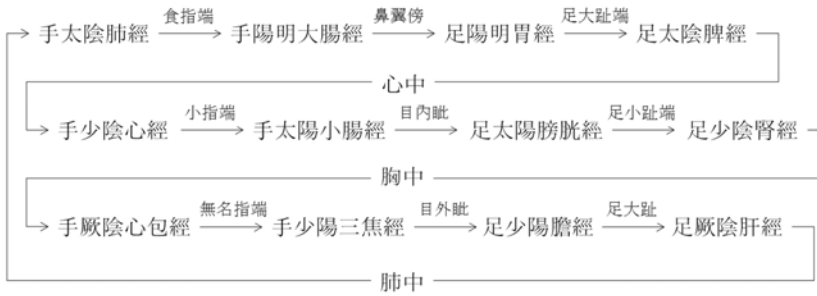 手太陰肺經 食指端 手陽明大腸經 鼻翼傍 足陽明胃經 足大趾端 足太陰脾經
心中
手少陰心經 小指端 手太陽小腸經 目內眦 足太陽膀胱經 足小趾端 足少陰腎經
胸中
手厥陰心包經 無名指端 手少陽三焦經 目外眦 足少陽膽經 足大趾 足厥陰肝經
肺中